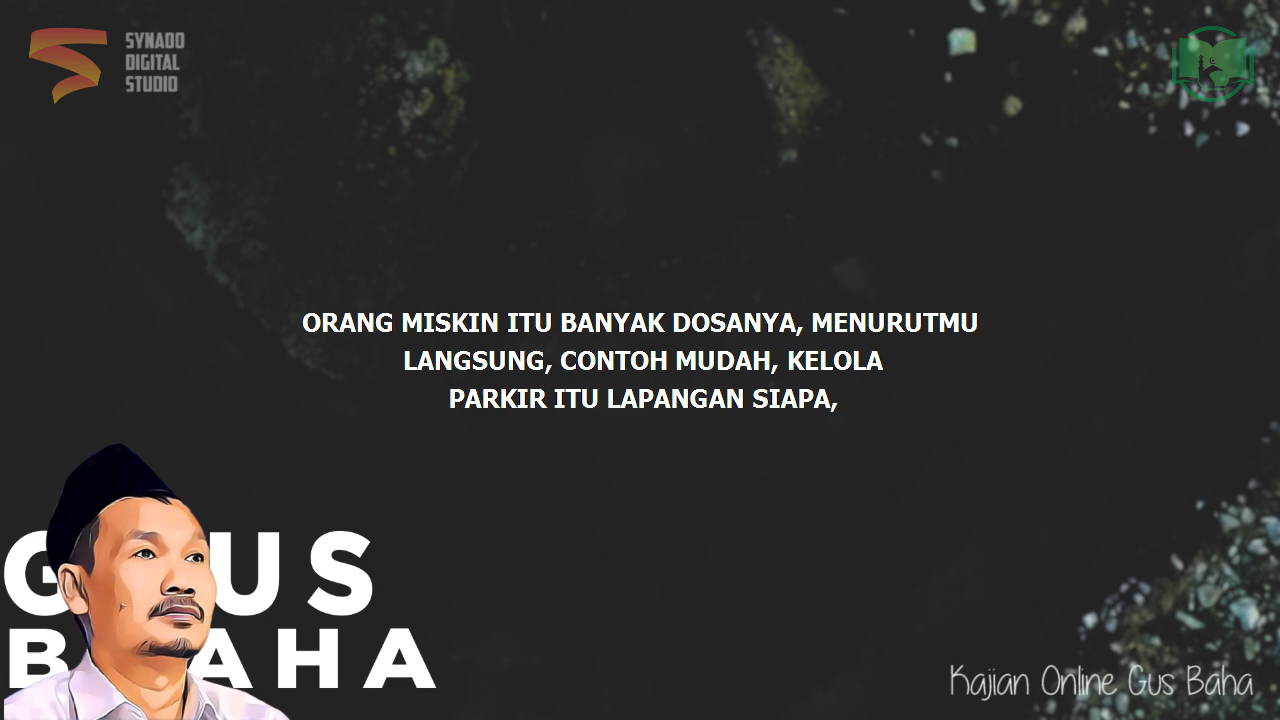 SYNADO
DIGITAL
STUDIO
ORANG MISKIN ITU BANYAK DOSANYA, MENURUTMU
LANGSUNG, CONTOH MUDAH, KELOLA
PARKIR ITU LAPANGAN SIAPA,
GUS
BAHA
Kajian Online Gus Baha